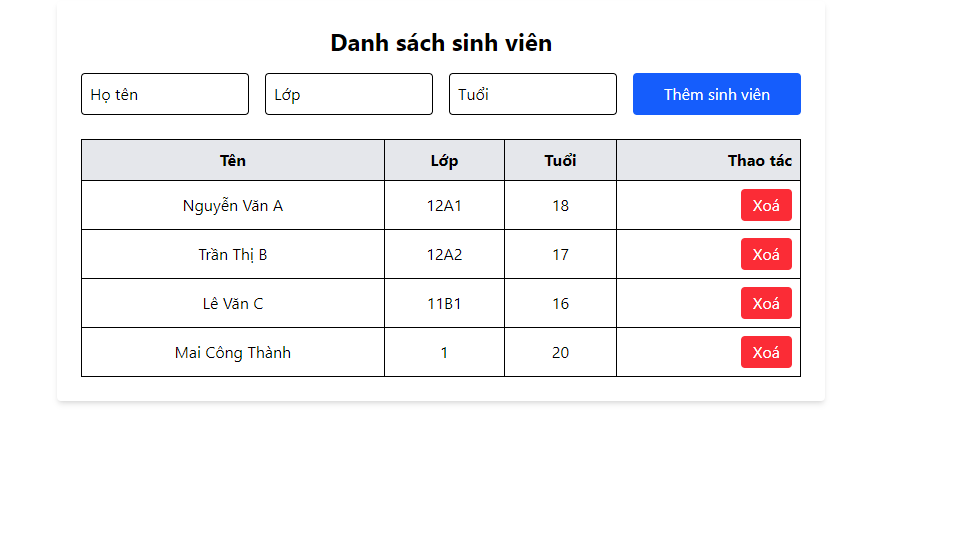 Danh sách sinh viên
Họ tên Lớp Tuổi Thêm sinh viên
Tên Lớp Tuổi Thao tác
Nguyễn Văn A 12A1 18 Xoá
Trần Thị B 12A2 17 Xoá
Lê Văn C 11B1 16 Xoá
Mai Công Thành 1 20 Xoá